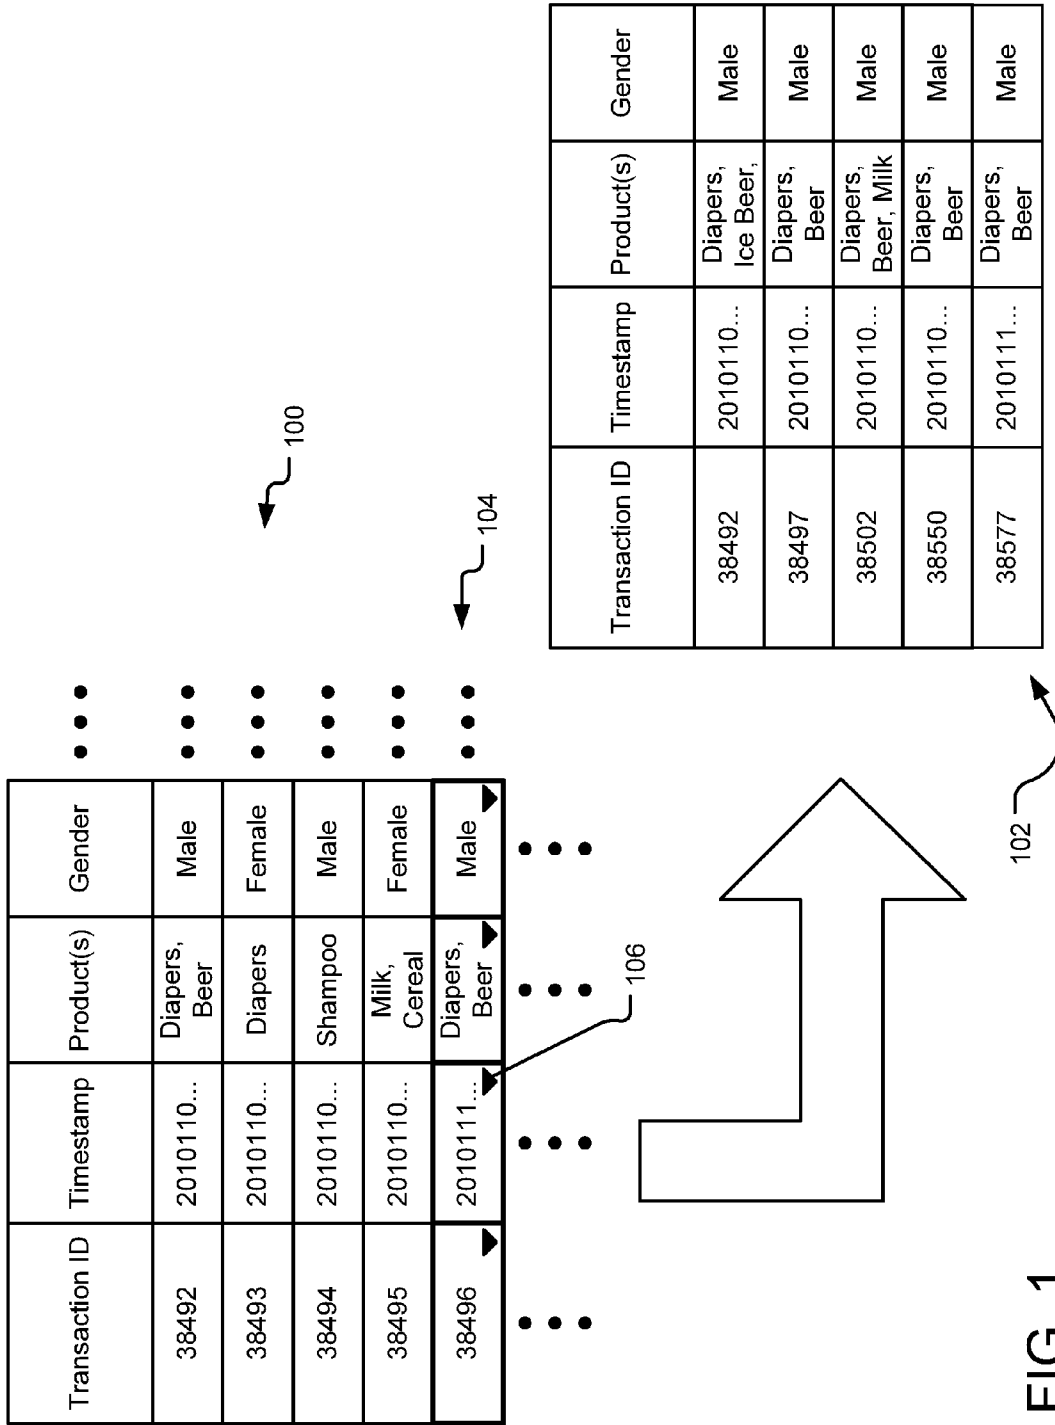 Transaction ID Timestamp Product(s) Gender
38492 2010110... Diapers, Beer Male
38493 2010110... Diapers Female
38494 2010110... Shampoo Male
38495 2010110... Milk, Cereal Female
38496 2010111... Diapers, Beer Male
100
104
106
102
Transaction ID Timestamp Product(s) Gender
38492 2010110... Diapers, Ice Beer, Male
38497 2010110... Diapers, Beer Male
38502 2010110... Diapers, Beer, Milk Male
38550 2010110... Diapers, Beer Male
38577 2010111... Diapers, Beer Male
FIG. 1